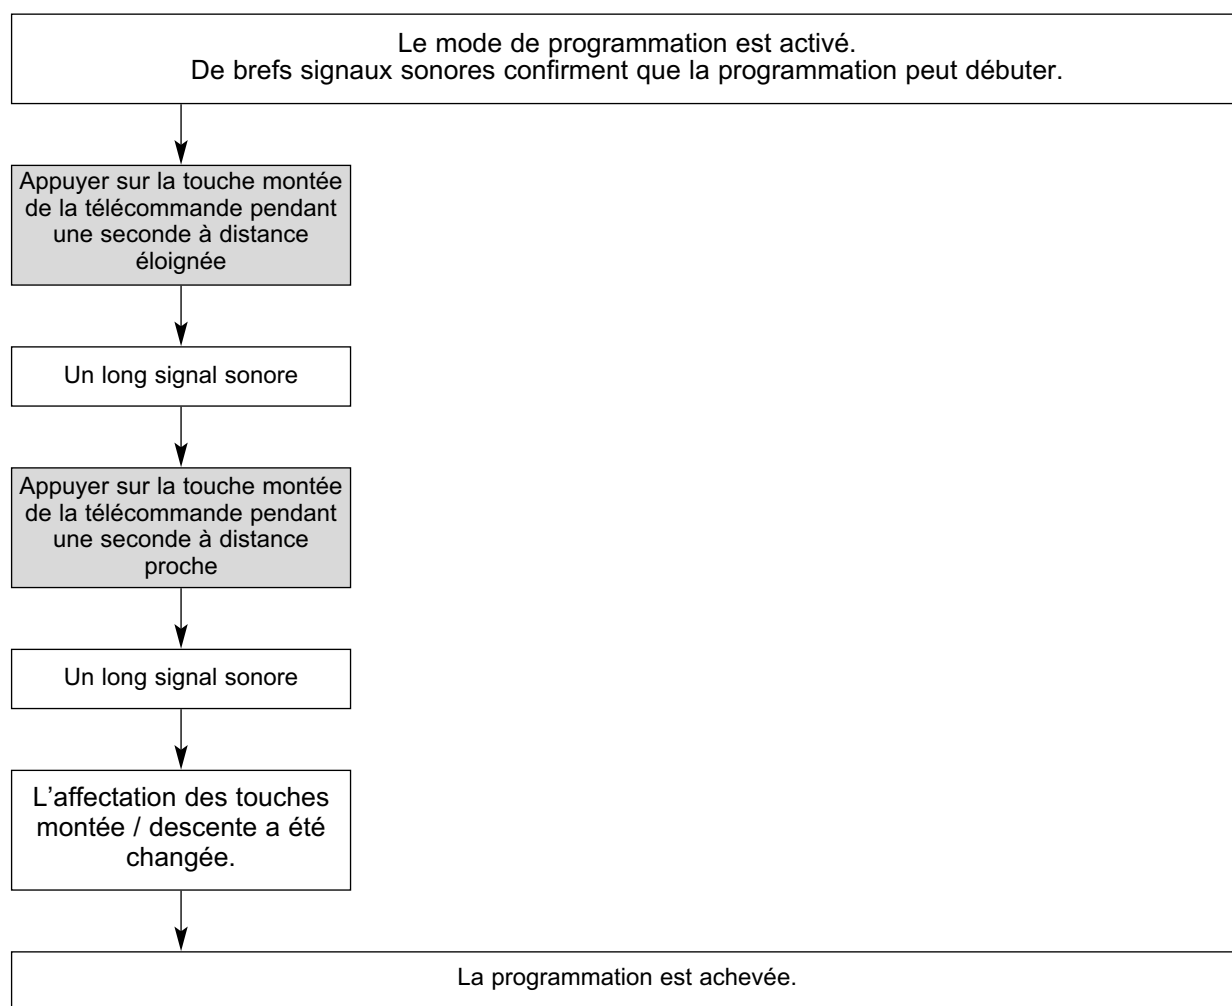 Le mode de programmation est activé.
De brefs signaux sonores confirment que la programmation peut débuter.
Appuyer sur la touche montée
de la télécommande pendant
une seconde à distance
éloignée
Un long signal sonore
Appuyer sur la touche montée
de la télécommande pendant
une seconde à distance
proche
Un long signal sonore
L’affectation des touches
montée / descente a été
changée.
La programmation est achevée.